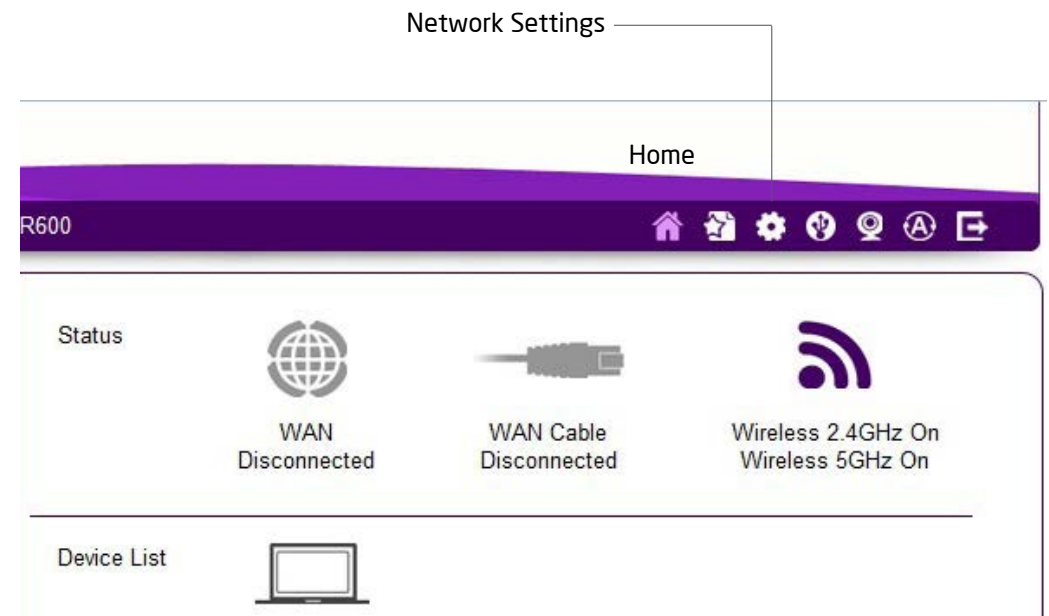 Network Settings
Home
R600
A
Status
WAN
Disconnected
WAN Cable
Disconnected
Wireless 2.4GHz On
Wireless 5GHz On
Device List